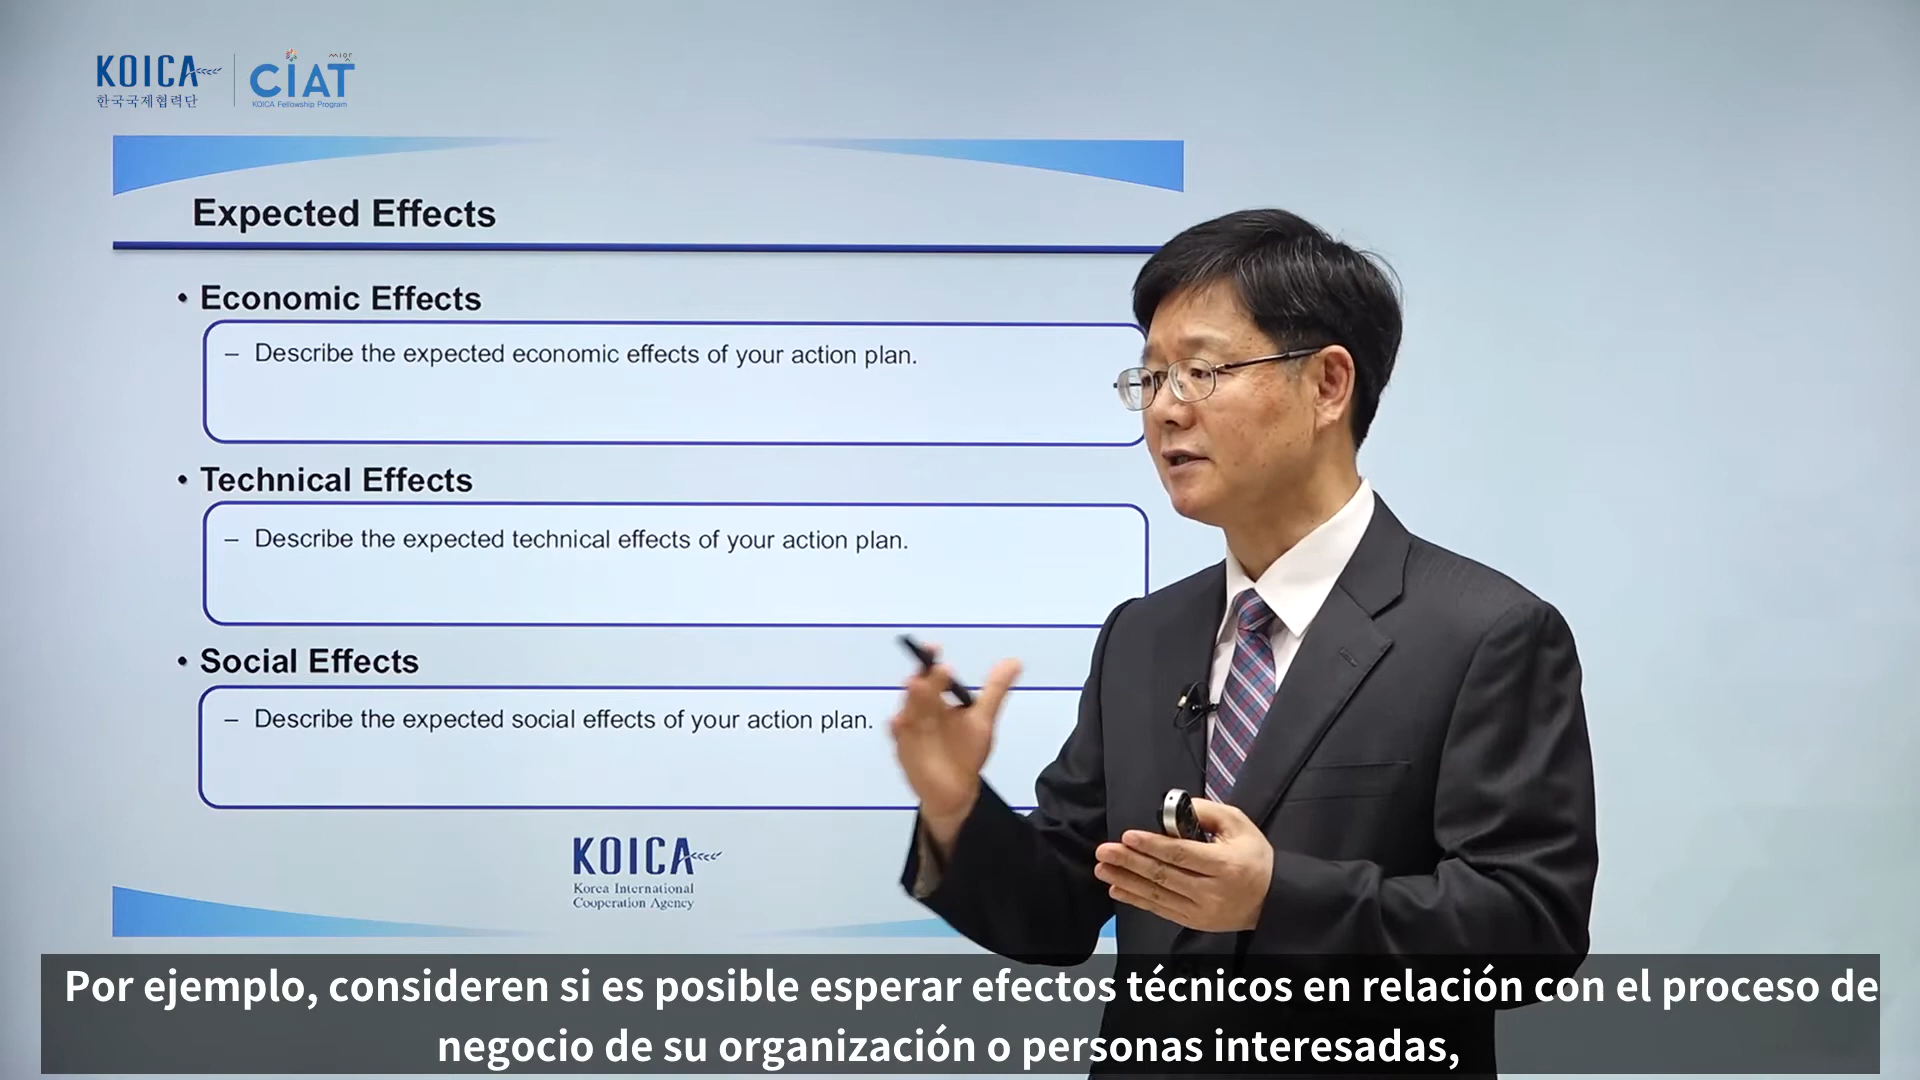 KOICA
한국국제협력단
씨앗
CIAT
KOICA Fellowship Program
Expected Effects
• Economic Effects
– Describe the expected economic effects of your action plan.
• Technical Effects
– Describe the expected technical effects of your action plan.
• Social Effects
– Describe the expected social effects of your action plan.
KOICA
Korea International
Cooperation Agency
Por ejemplo, consideren si es posible esperar efectos técnicos en relación con el proceso de
negocio de su organización o personas interesadas,